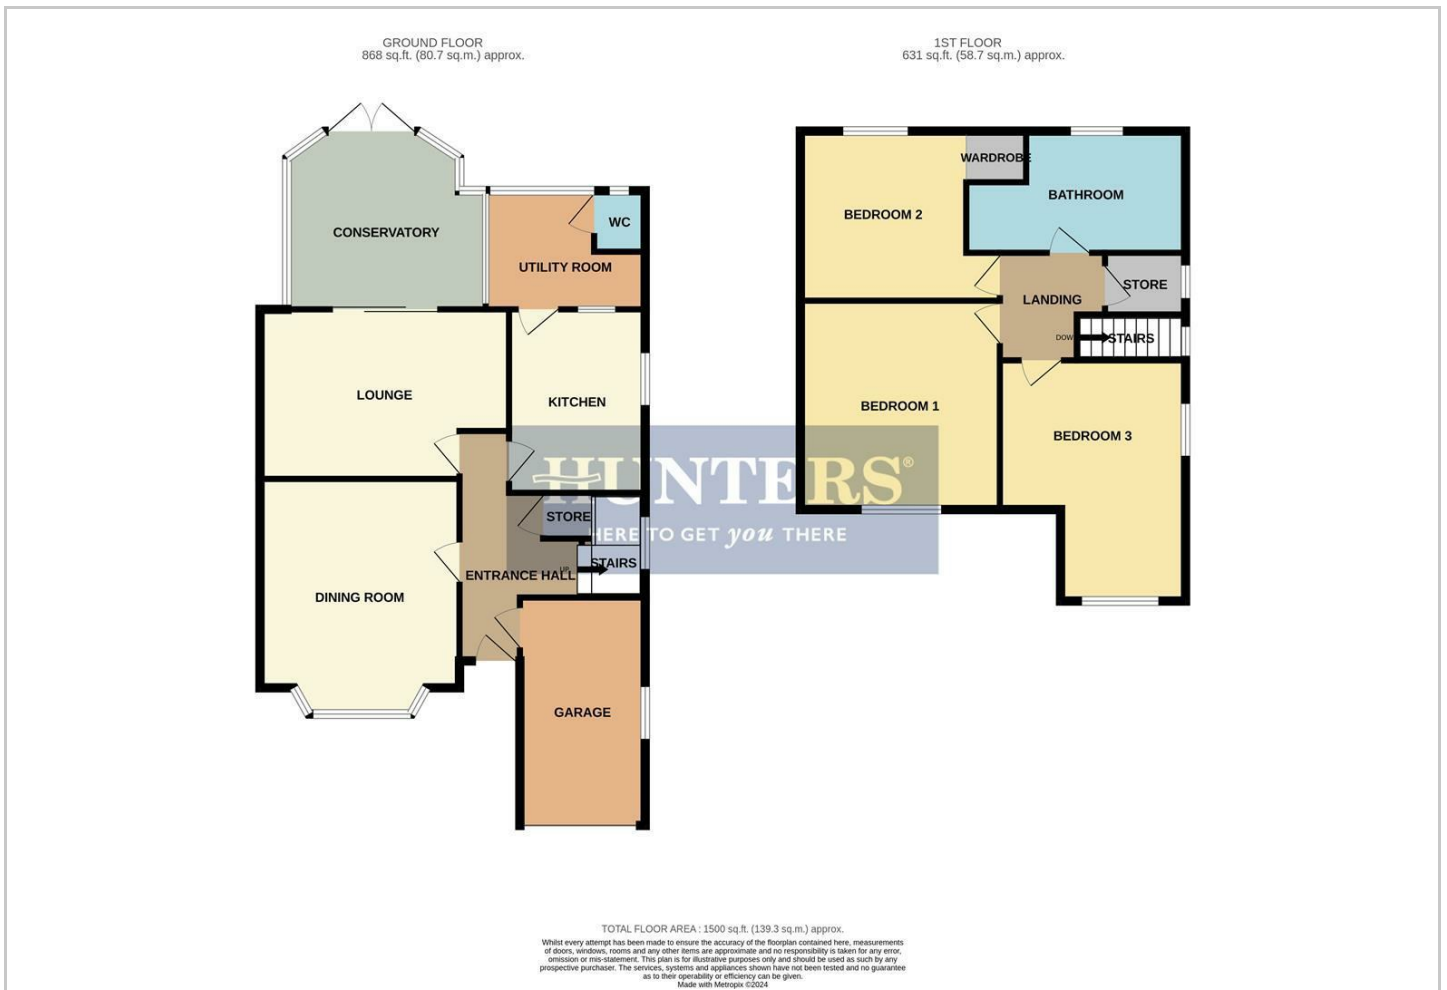 GROUND FLOOR
868 sq.ft. (80.7 sq.m.) approx.
1ST FLOOR
631 sq.ft. (58.7 sq.m.) approx.
CONSERVATORY
WC
UTILITY ROOM
LOUNGE
KITCHEN
STORE
UP
STAIRS
ENTRANCE HALL
DINING ROOM
GARAGE
WARDROBE
BATHROOM
BEDROOM 2
STORE
LANDING
DOW
STAIRS
BEDROOM 1
BEDROOM 3
HUNTERS®
HERE TO GET you THERE
TOTAL FLOOR AREA : 1500 sq.ft. (139.3 sq.m.) approx.
Whilst every attempt has been made to ensure the accuracy of the floorplan contained here, measurements
of doors, windows, rooms and any other items are approximate and no responsibility is taken for any error,
omission or mis-statement. This plan is for illustrative purposes only and should be used as such by any
prospective purchaser. The services, systems and appliances shown have not been tested and no guarantee
as to their operability or efficiency can be given.
Made with Metropix ©2024